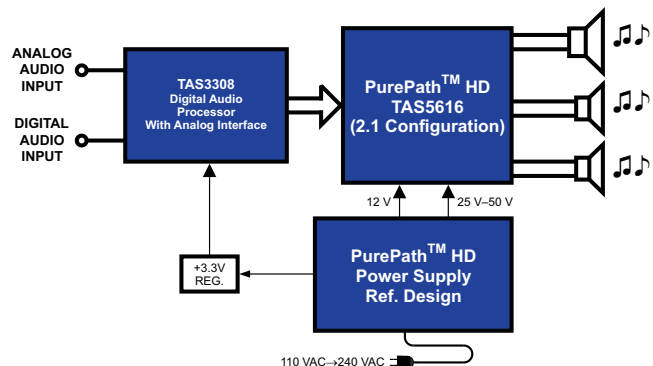 ANALOG
AUDIO
INPUT
DIGITAL
AUDIO
INPUT
TAS3308
Digital Audio
Processor
With Analog Interface
PurePath™ HD
TAS5616
(2.1 Configuration)
12 V
25 V–50 V
+3.3V
REG.
PurePath™ HD
Power Supply
Ref. Design
110 VAC→240 VAC